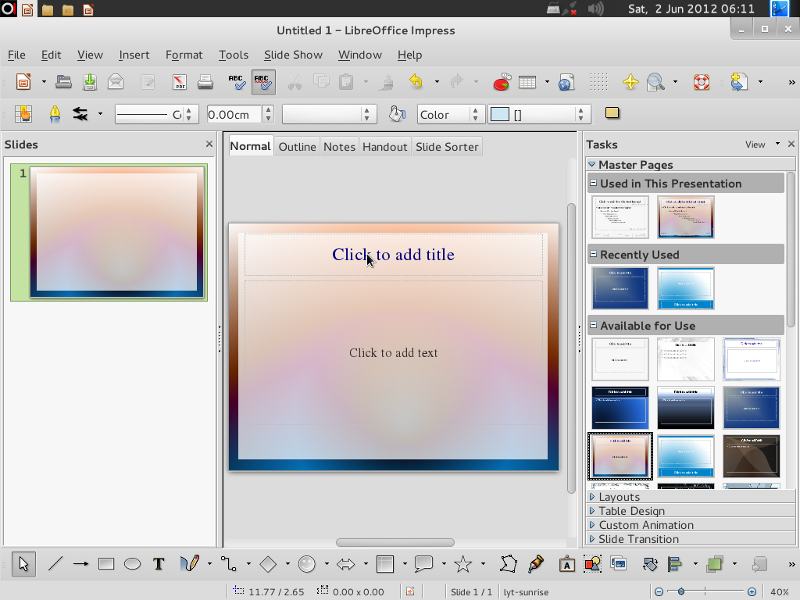 Sat, 2 Jun 2012 06:11
Untitled 1 – LibreOffice Impress
File Edit View Insert Format Tools Slide Show Window Help
0.00cm Color []
Slides
1
Normal Outline Notes Handout Slide Sorter
Click to add title
Click to add text
Tasks View
Master Pages
Used in This Presentation
Recently Used
Available for Use
Layouts
Table Design
Custom Animation
Slide Transition
11.77 / 2.65 0.00 x 0.00 Slide 1 / 1 lyt-sunrise 40%